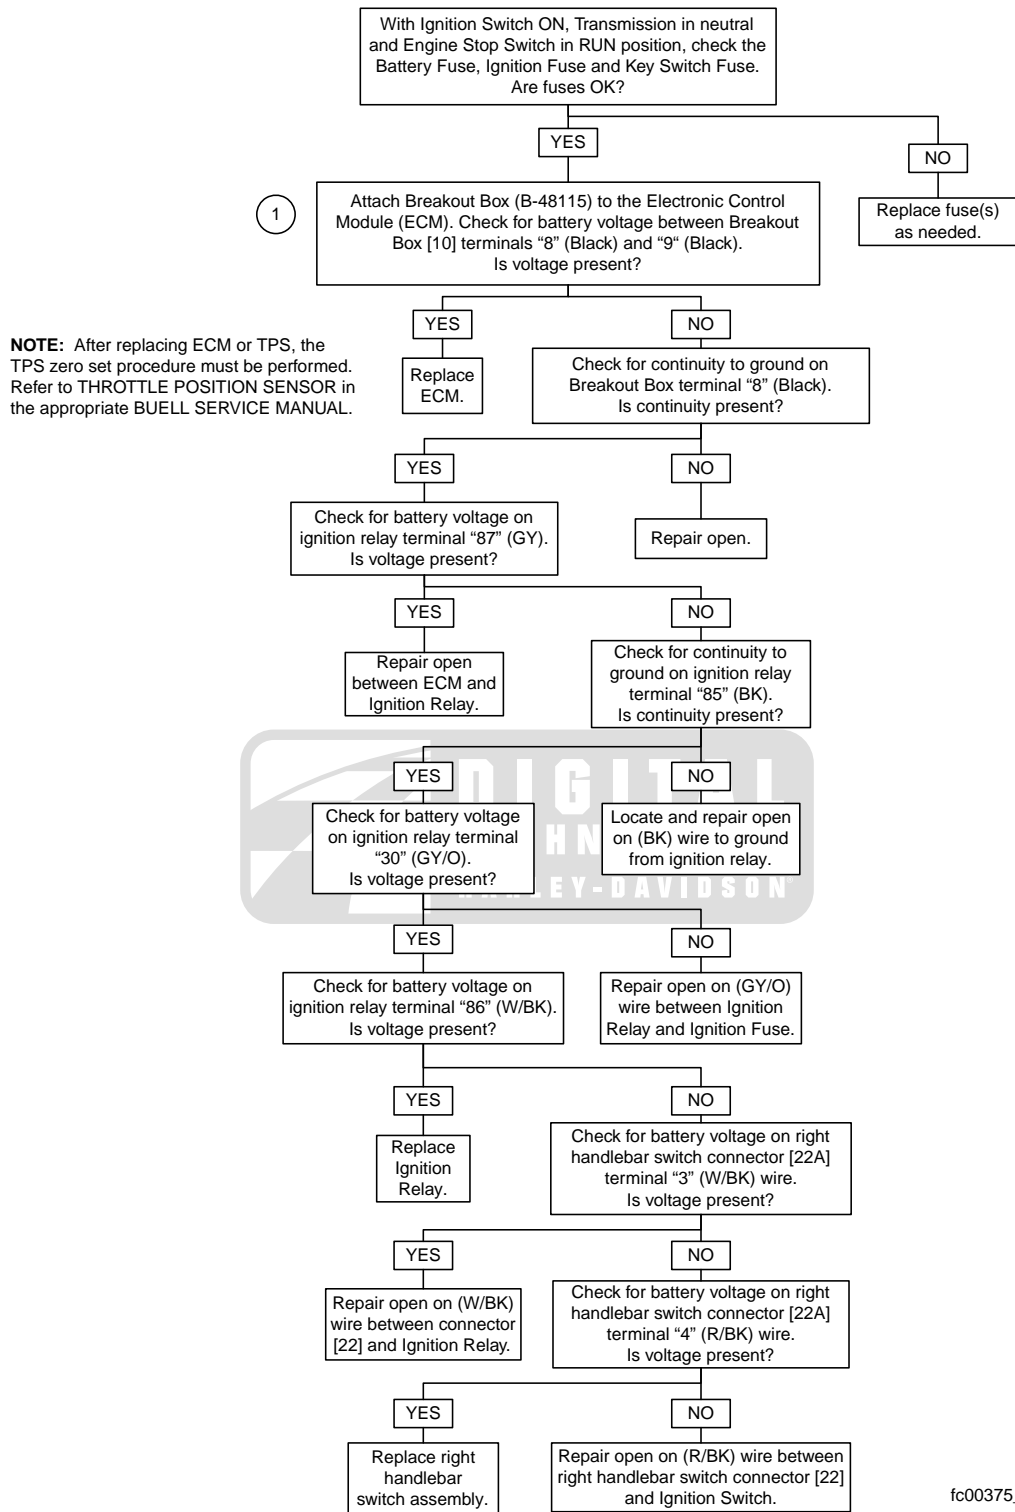 With Ignition Switch ON, Transmission in neutral
and Engine Stop Switch in RUN position, check the
Battery Fuse, Ignition Fuse and Key Switch Fuse.
Are fuses OK?
YES
NO
1
Attach Breakout Box (B-48115) to the Electronic Control
Module (ECM). Check for battery voltage between Breakout
Box [10] terminals “8” (Black) and “9“ (Black).
Is voltage present?
Replace fuse(s)
as needed.
YES
NO
NOTE: After replacing ECM or TPS, the
TPS zero set procedure must be performed.
Refer to THROTTLE POSITION SENSOR in
the appropriate BUELL SERVICE MANUAL.
Replace
ECM.
Check for continuity to ground on
Breakout Box terminal “8” (Black).
Is continuity present?
YES
NO
Check for battery voltage on
ignition relay terminal “87” (GY).
Is voltage present?
Repair open.
YES
NO
Repair open
between ECM and
Ignition Relay.
Check for continuity to
ground on ignition relay
terminal “85” (BK).
Is continuity present?
DIGITAL
YES
NO
Check for battery voltage
on ignition relay terminal
“30” (GY/O).
Is voltage present?
Locate and repair open
on (BK) wire to ground
from ignition relay.
HARLEY-DAVIDSON
YES
NO
Check for battery voltage on
ignition relay terminal “86” (W/BK).
Is voltage present?
Repair open on (GY/O)
wire between Ignition
Relay and Ignition Fuse.
YES
NO
Replace
Ignition
Relay.
Check for battery voltage on right
handlebar switch connector [22A]
terminal “3” (W/BK) wire.
Is voltage present?
YES
NO
Repair open on (W/BK)
wire between connector
[22] and Ignition Relay.
Check for battery voltage on right
handlebar switch connector [22A]
terminal “4” (R/BK) wire.
Is voltage present?
YES
NO
Replace right
handlebar
switch assembly.
Repair open on (R/BK) wire between
right handlebar switch connector [22]
and Ignition Switch.
fc00375_